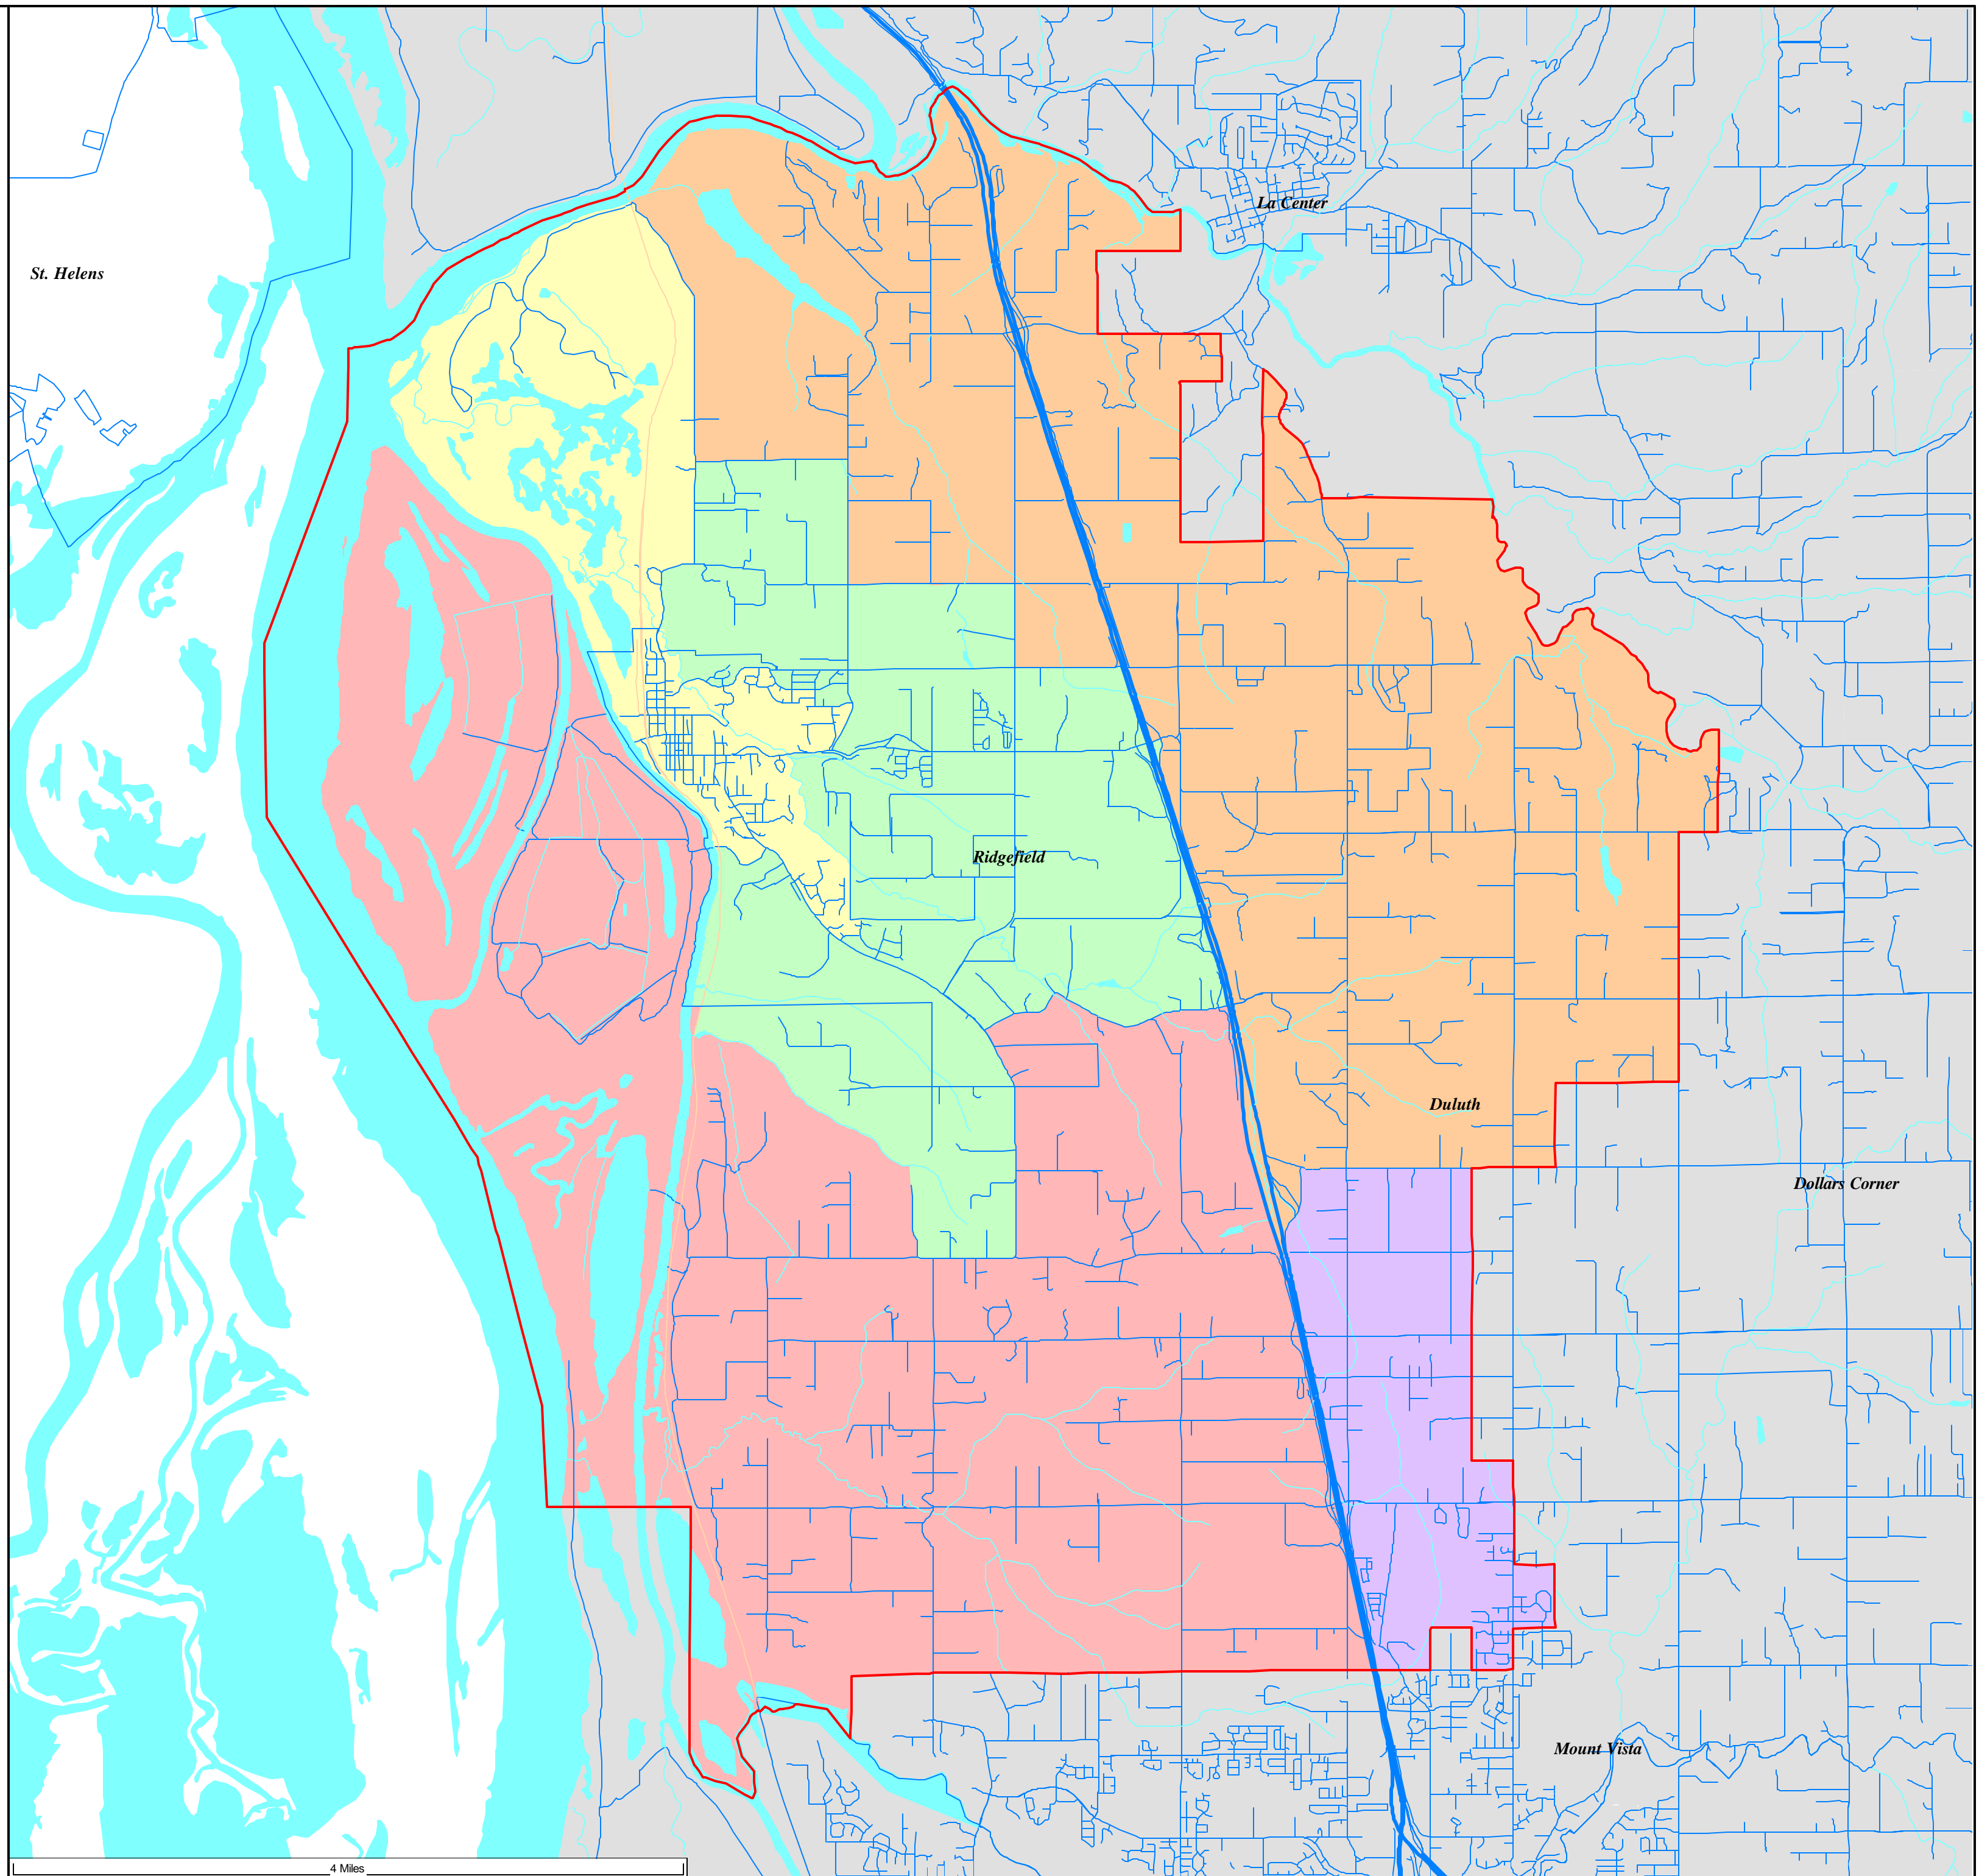 La Center
St. Helens
Ridgefield
Duluth
Dollars Corner
Mount Vista
4 Miles